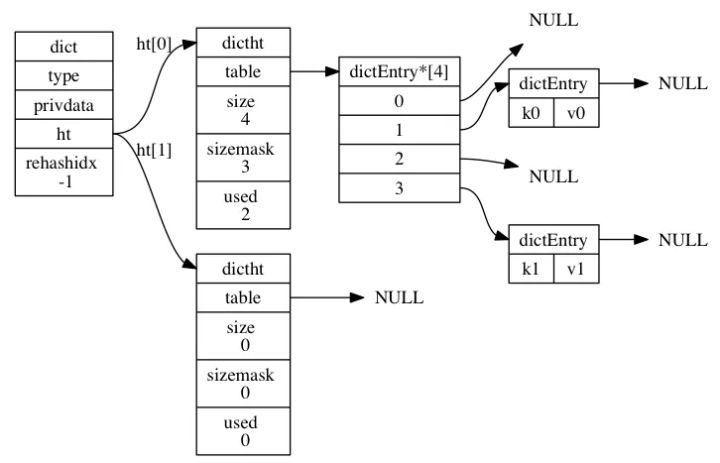 dict
type
privdata
ht
rehashidx
-1
ht[0]
ht[1]
dictht
table
size
4
sizemask
3
used
2
dictht
table
size
0
sizemask
0
used
0
NULL
dictEntry*[4]
0
1
2
3
NULL
dictEntry
k0 v0
NULL
NULL
dictEntry
k1 v1
NULL